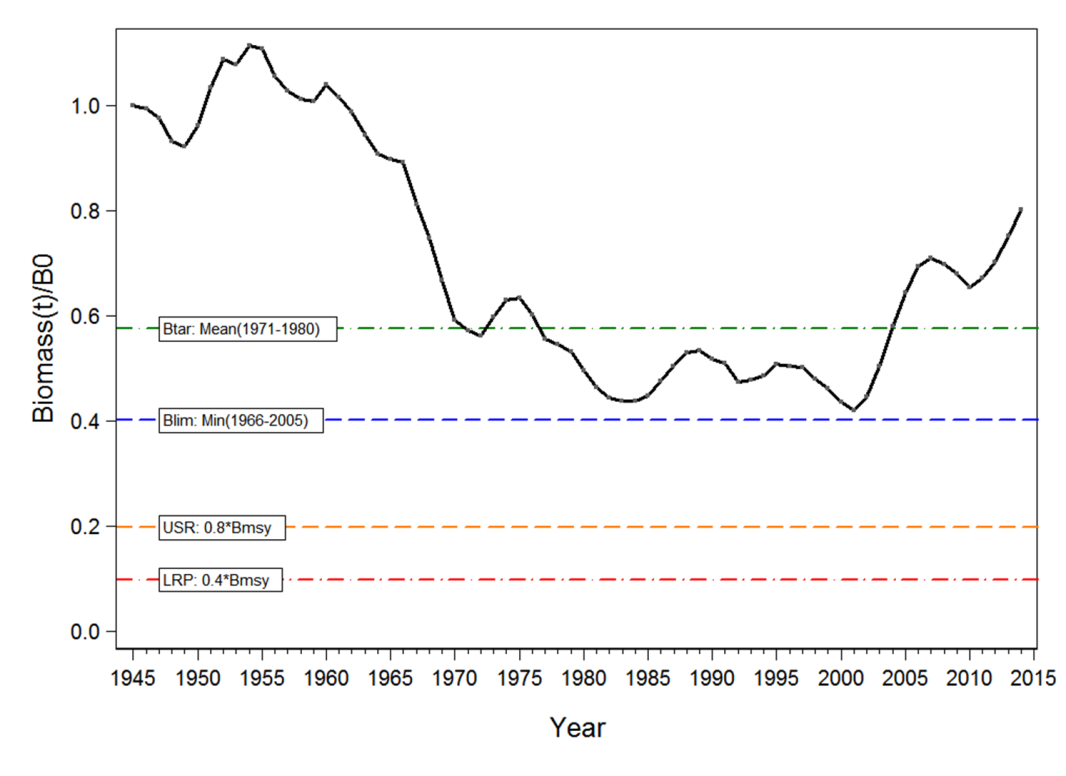 Biomass(t)/B0
1.0
0.8
0.6
0.4
0.2
0.0
Btar: Mean(1971-1980)
Blim: Min(1966-2005)
USR: 0.8*Bmsy
LRP: 0.4*Bmsy
1945 1950 1955 1960 1965 1970 1975 1980 1985 1990 1995 2000 2005 2010 2015
Year